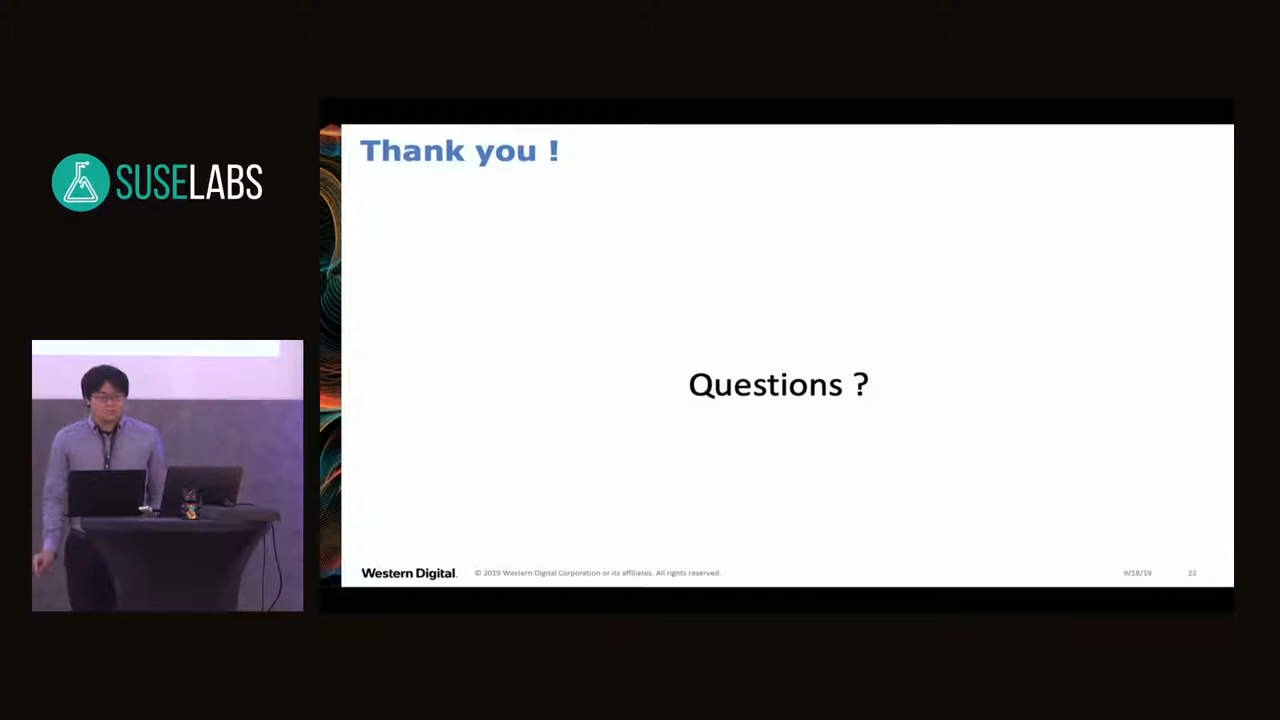 SUSELABS
Thank you !
Questions ?
Western Digital.
© 2019 Western Digital Corporation or its affiliates. All rights reserved.
9/18/19
22